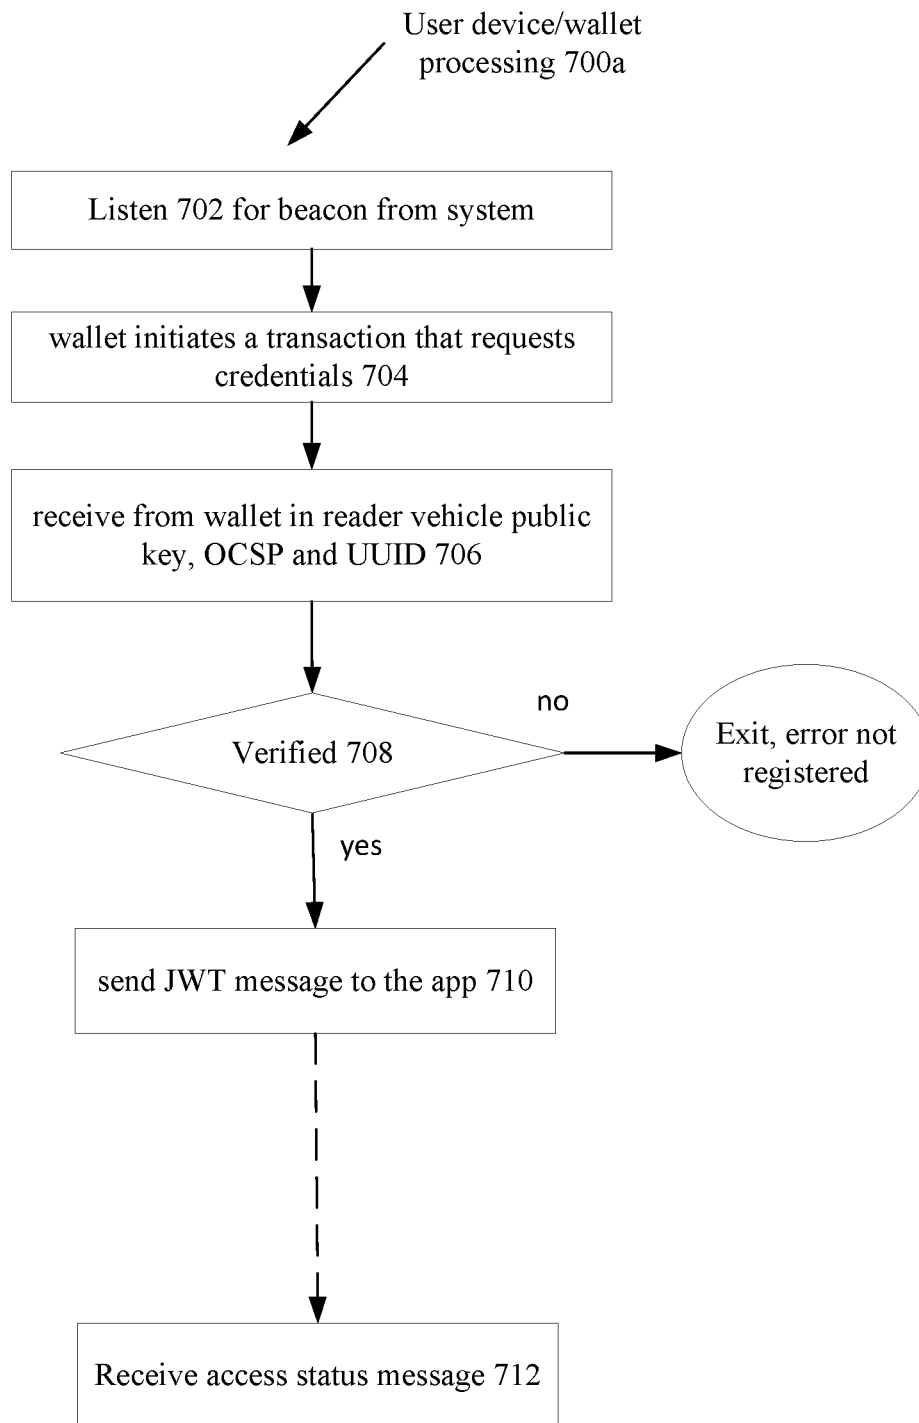 User device/wallet
processing 700a
Listen 702 for beacon from system
wallet initiates a transaction that requests
credentials 704
receive from wallet in reader vehicle public
key, OCSP and UUID 706
no
Verified 708
Exit, error not
registered
yes
send JWT message to the app 710
Receive access status message 712